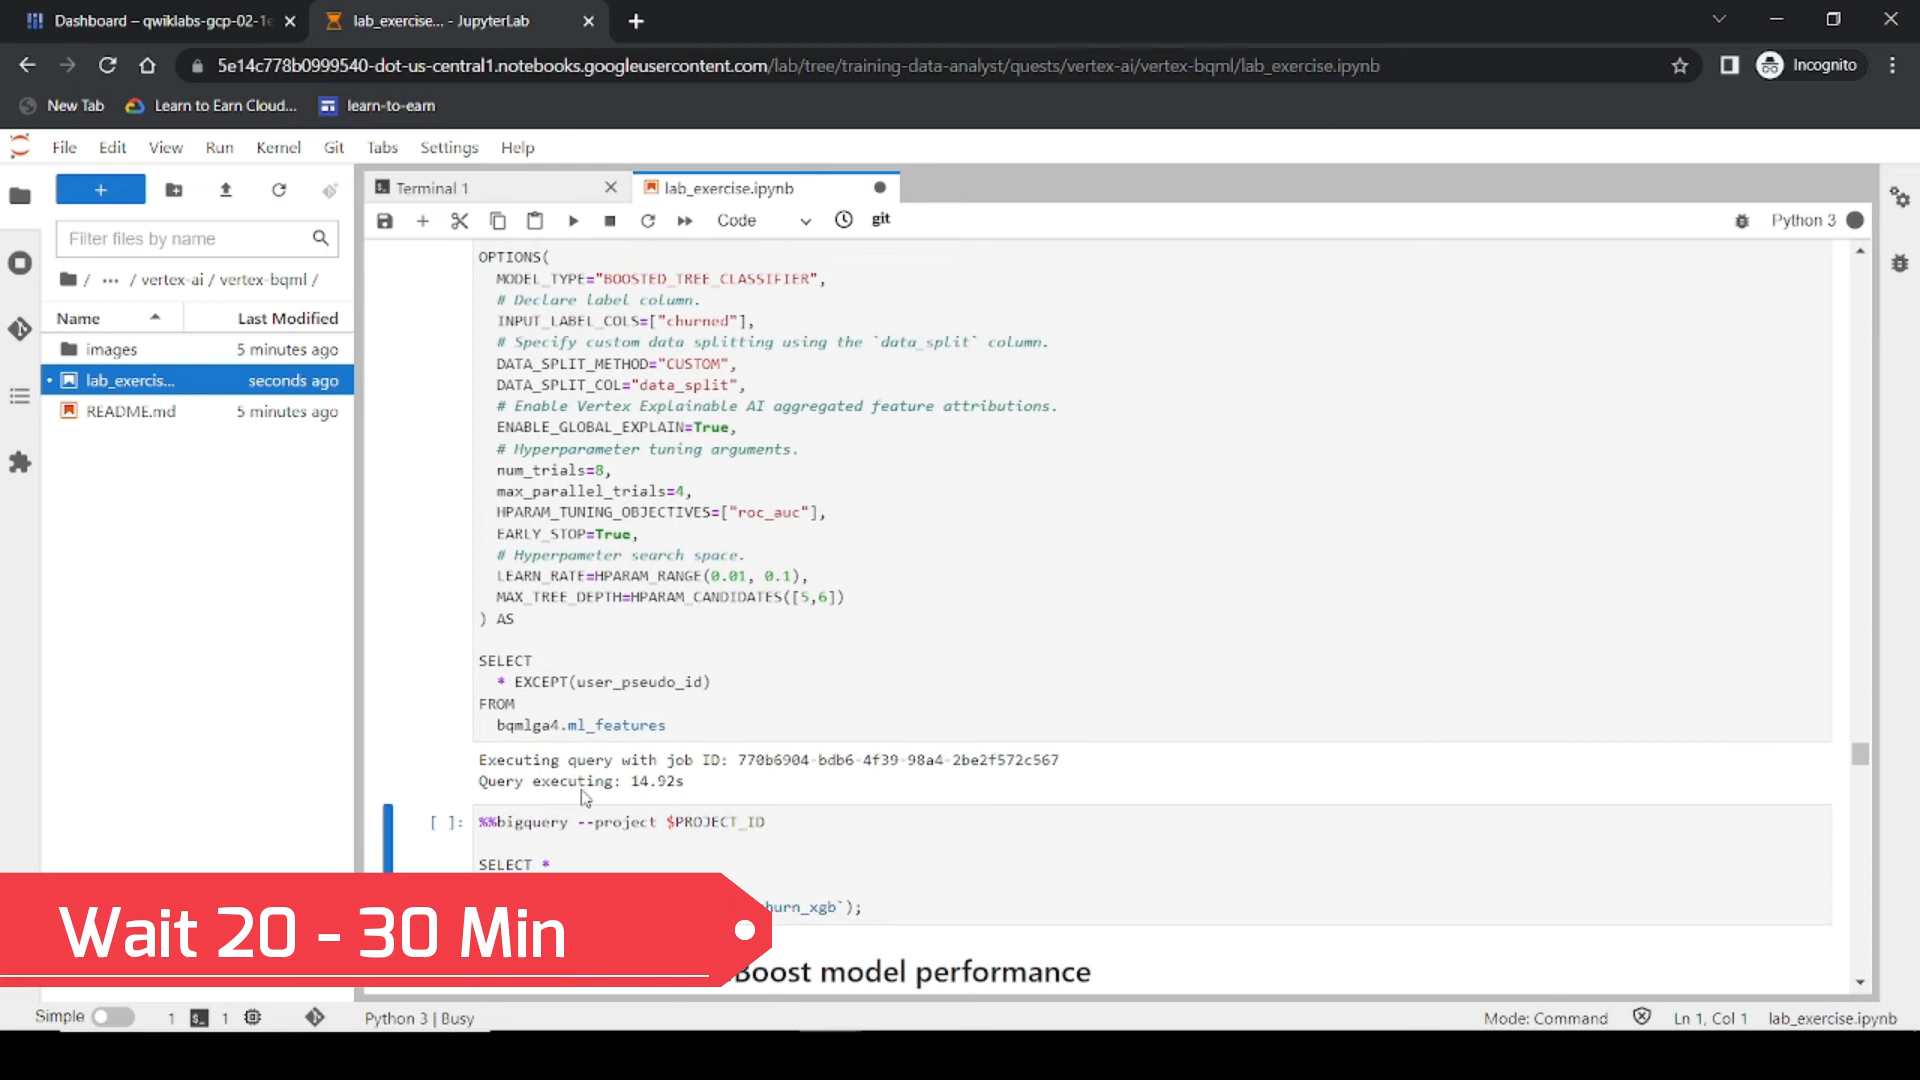 Dashboard – qwiklabs-gcp-02-1e
lab_exercise... - JupyterLab
5e14c778b0999540-dot-us-central1.notebooks.googleusercontent.com/lab/tree/training-data-analyst/quests/vertex-ai/vertex-bqml/lab_exercise.ipynb
Incognito
New Tab
Learn to Earn Cloud...
learn-to-earn
File Edit View Run Kernel Git Tabs Settings Help
Terminal 1
lab_exercise.ipynb
Code
git
Python 3
Filter files by name
/ ... / vertex-ai / vertex-bqml /
Name Last Modified
images 5 minutes ago
lab_exercis... seconds ago
README.md 5 minutes ago
OPTIONS(
MODEL_TYPE="BOOSTED_TREE_CLASSIFIER",
# Declare label column.
INPUT_LABEL_COLS=["churned"],
# Specify custom data splitting using the `data_split` column.
DATA_SPLIT_METHOD="CUSTOM",
DATA_SPLIT_COL="data_split",
# Enable Vertex Explainable AI aggregated feature attributions.
ENABLE_GLOBAL_EXPLAIN=True,
# Hyperparameter tuning arguments.
num_trials=8,
max_parallel_trials=4,
HPARAM_TUNING_OBJECTIVES=["roc_auc"],
EARLY_STOP=True,
# Hyperpameter search space.
LEARN_RATE=HPARAM_RANGE(0.01, 0.1),
MAX_TREE_DEPTH=HPARAM_CANDIDATES([5,6])
) AS
SELECT
* EXCEPT(user_pseudo_id)
FROM
bqmlga4.ml_features
Executing query with job ID: 770b6904-bdb6-4f39-98a4-2be2f572c567
Query executing: 14.92s
[ ]: %%bigquery --project $PROJECT_ID
SELECT *
hurn_xgb`);
Boost model performance
Wait 20 - 30 Min
Simple 1 1 Python 3 | Busy
Mode: Command Ln 1, Col 1 lab_exercise.ipynb